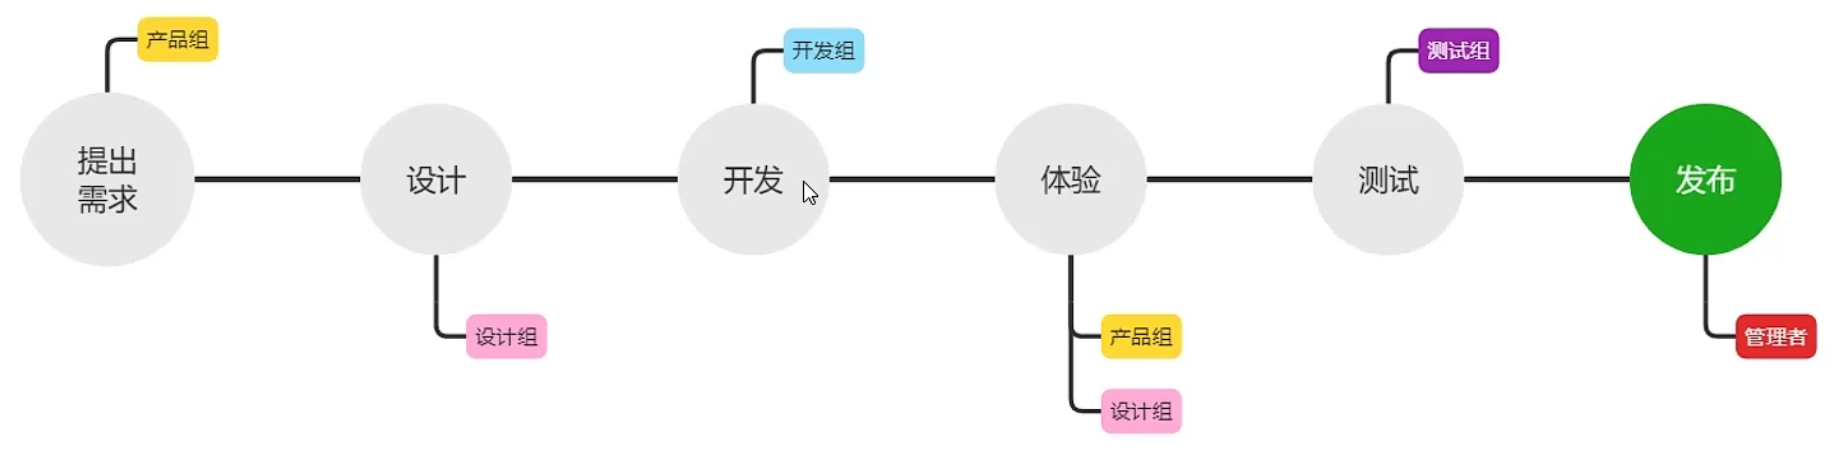 产品组
开发组
测试组
提出
需求
设计
开发
体验
测试
发布
设计组
产品组
管理者
设计组